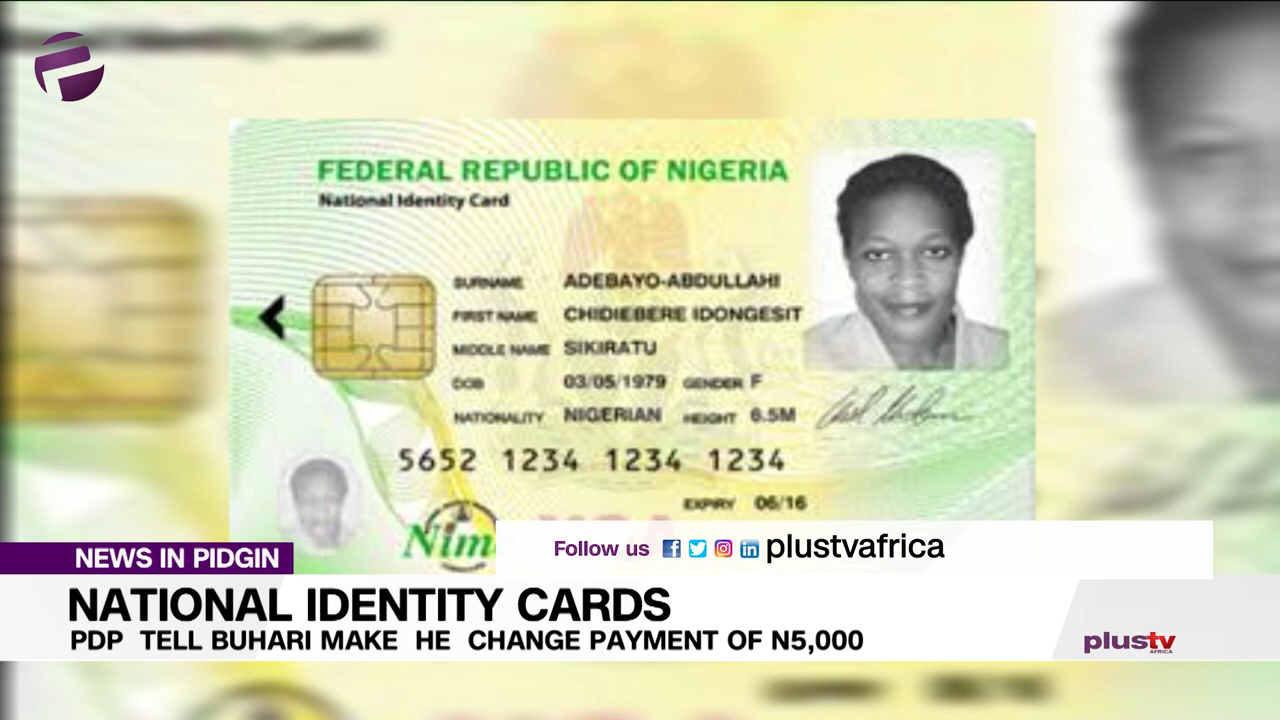 FEDERAL REPUBLIC OF NIGERIA
National Identity Card
SURNAME ADEBAYO-ABDULLAHI
FIRST NAME CHIDIEBERE IDONGESIT
MIDDLE NAME SIKIRATU
DOB 03/05/1979 GENDER F
NATIONALITY NIGERIAN HEIGHT 6.5M
5652 1234 1234 1234
EXPIRY 06/16
Nim
Follow us plustvafrica
NEWS IN PIDGIN
NATIONAL IDENTITY CARDS
PDP TELL BUHARI MAKE HE CHANGE PAYMENT OF N5,000
plustv
AFRICA